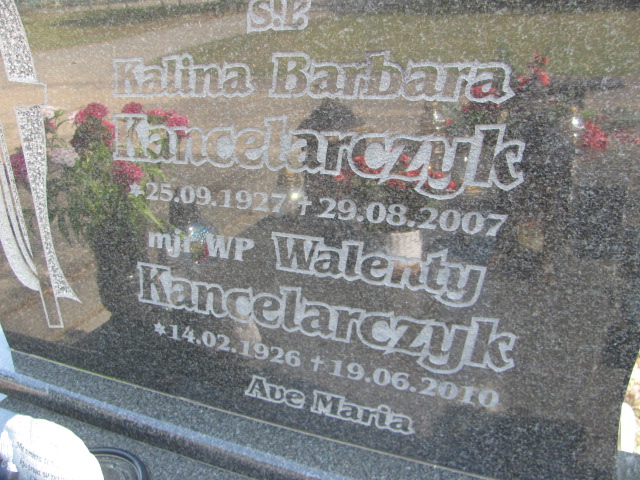 Ś.P.
Kalina Barbara
Kancelarczyk
*25.09.1927 †29.08.2007
mjr WP Walenty
Kancelarczyk
*14.02.1926 †19.06.2010
Ave Maria